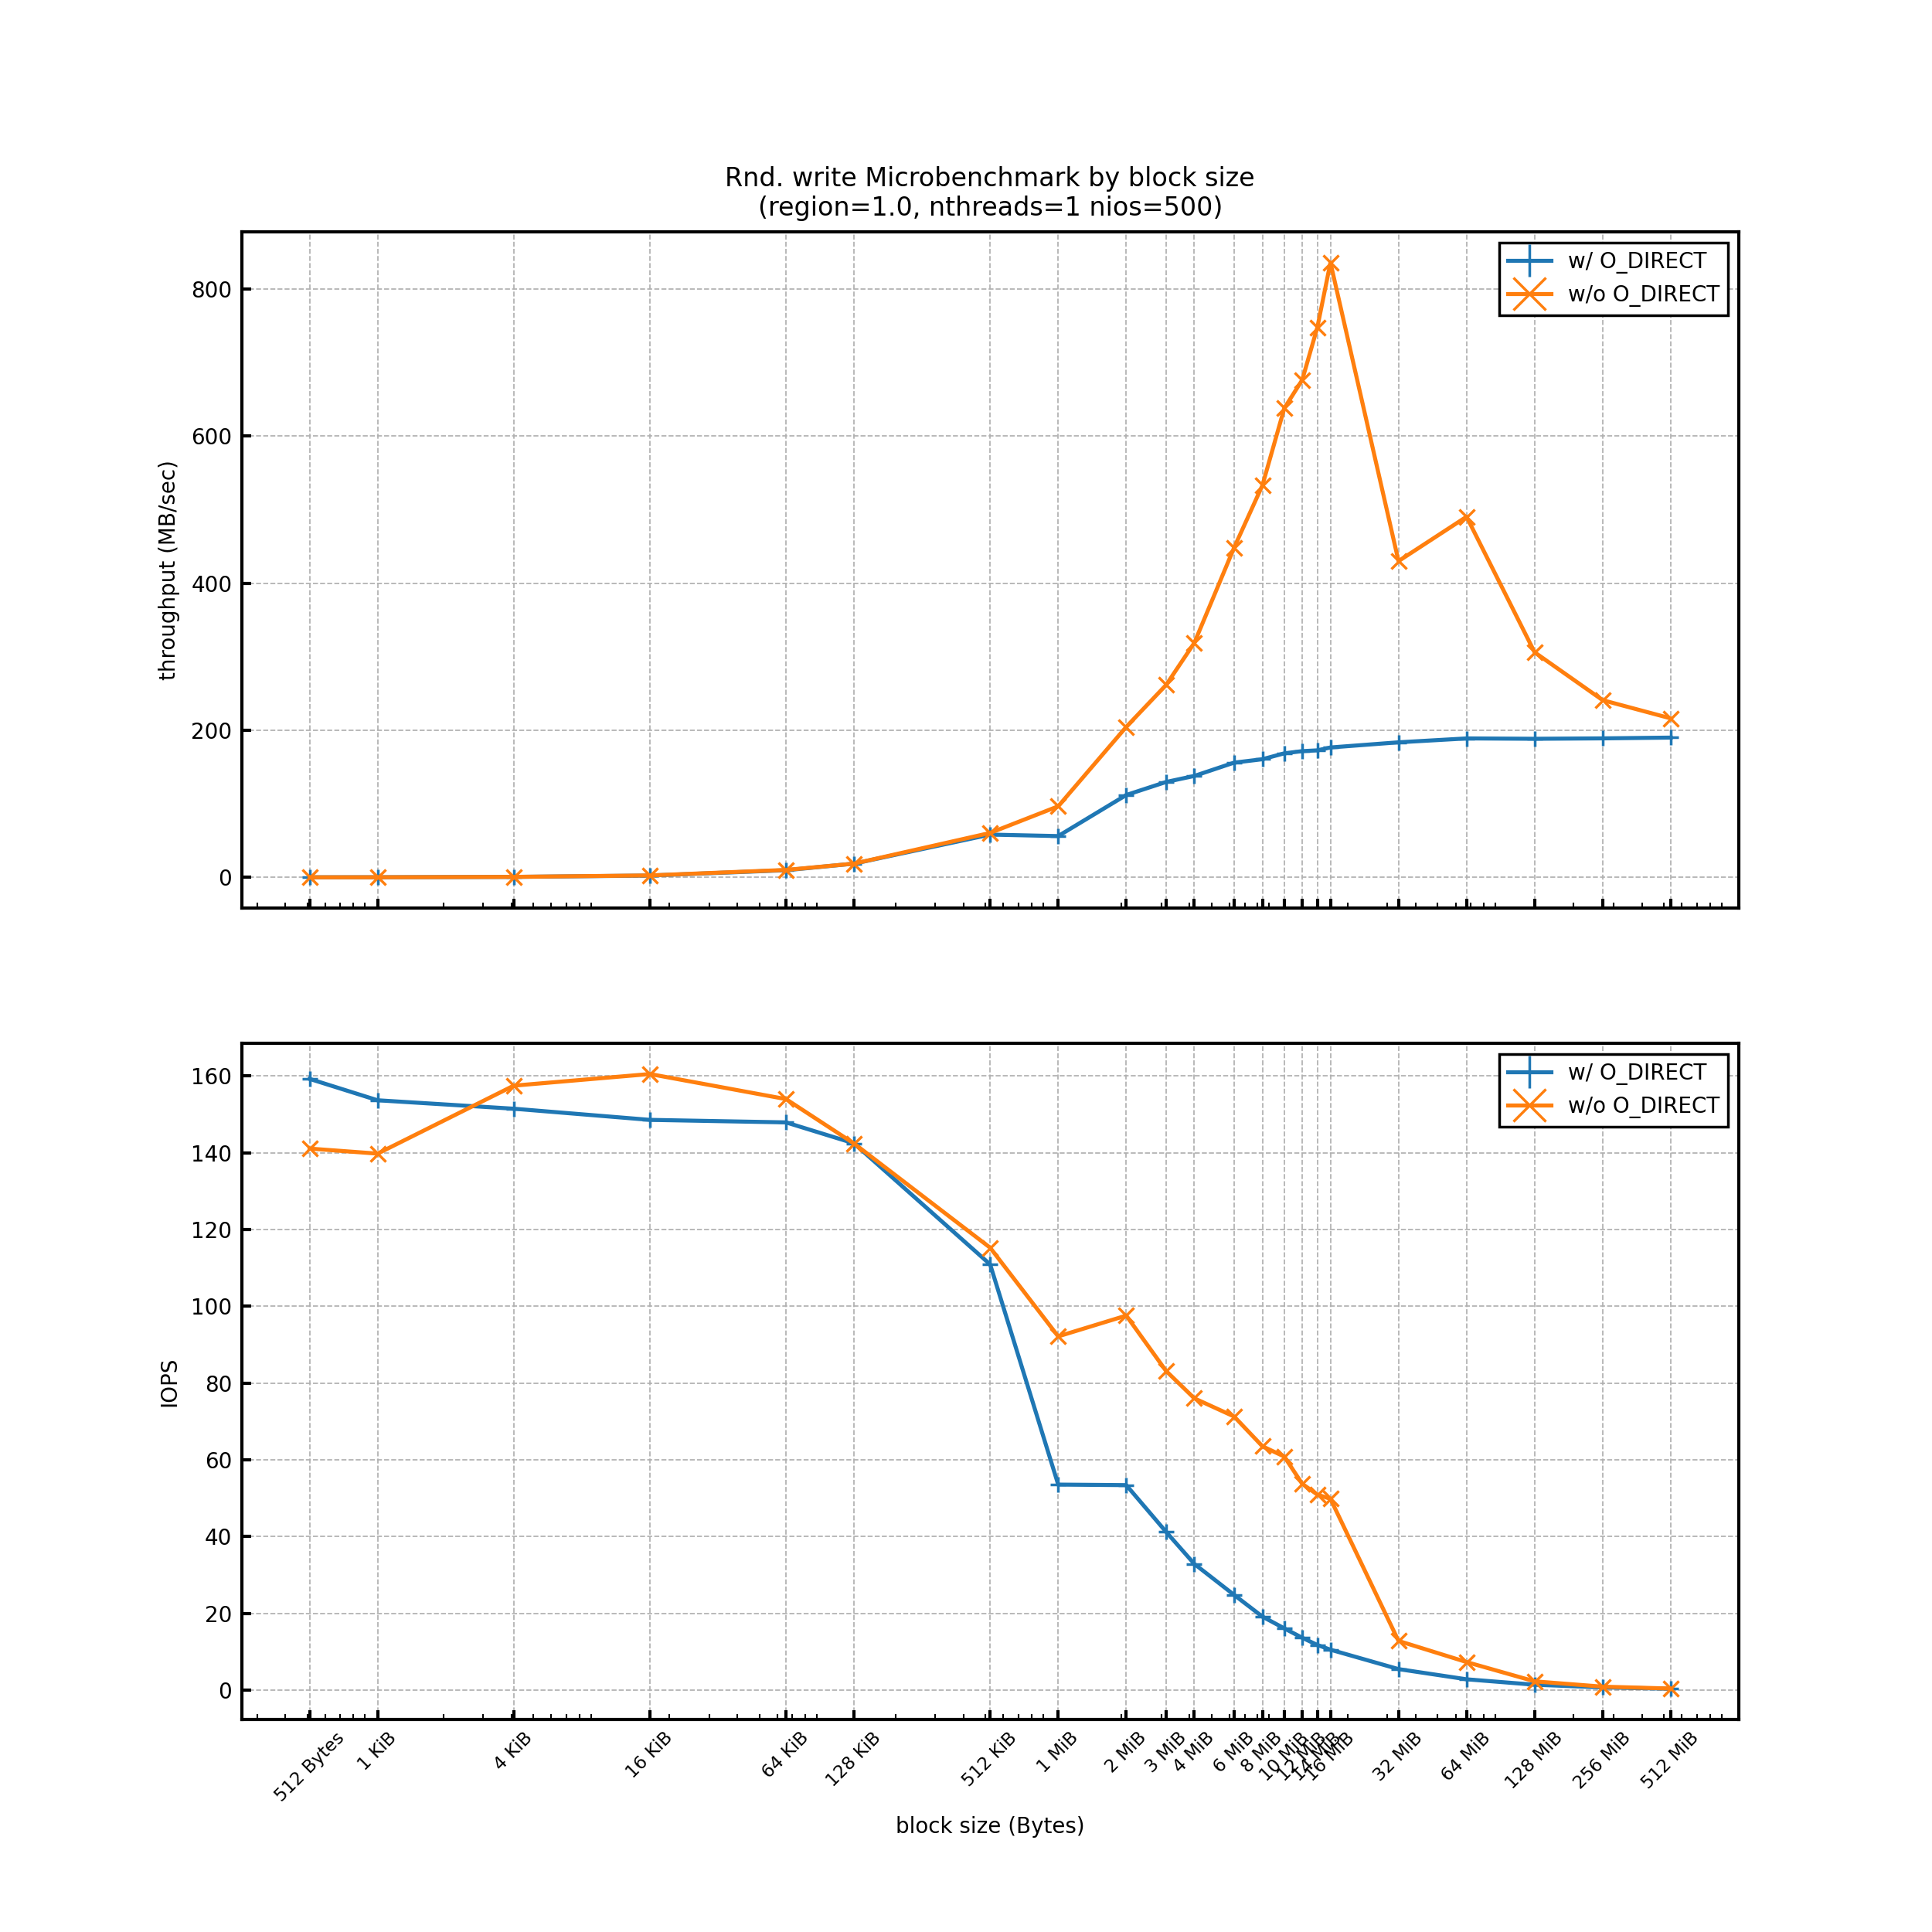 Rnd. write Microbenchmark by block size
(region=1.0, nthreads=1 nios=500)
w/ O_DIRECT
w/o O_DIRECT
throughput (MB/sec)
800
600
400
200
0
w/ O_DIRECT
w/o O_DIRECT
IOPS
160
140
120
100
80
60
40
20
0
512 Bytes
1 KiB
4 KiB
16 KiB
64 KiB
128 KiB
512 KiB
1 MiB
2 MiB
3 MiB
4 MiB
6 MiB
8 MiB
10 MiB
12 MiB
14 MiB
16 MiB
32 MiB
64 MiB
128 MiB
256 MiB
512 MiB
block size (Bytes)